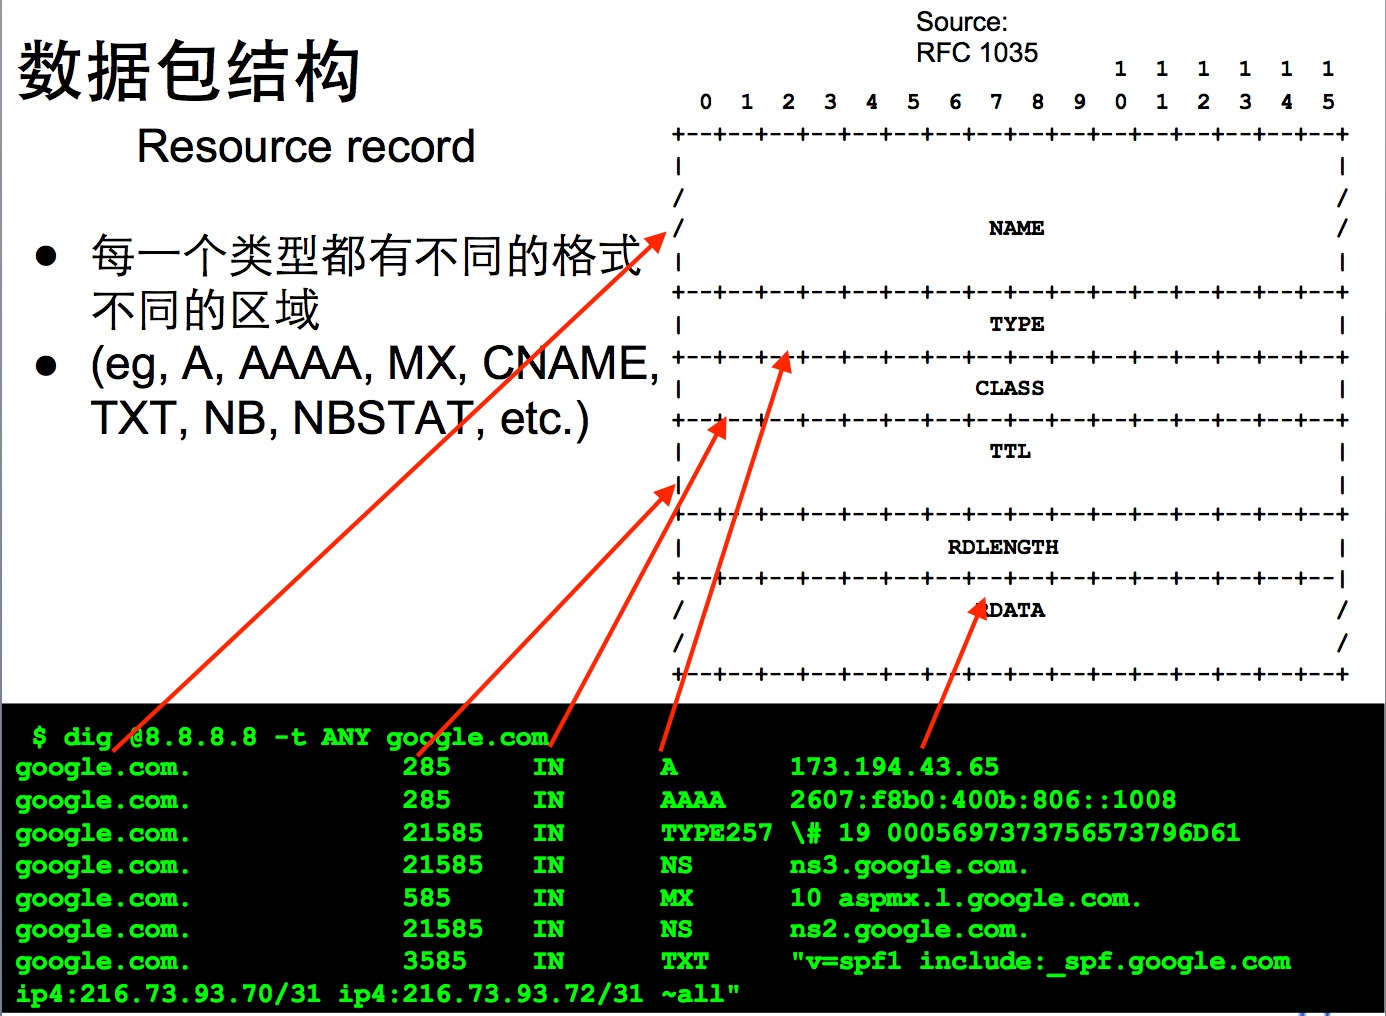 数据包结构
Resource record
● 每一个类型都有不同的格式
不同的区域
● (eg, A, AAAA, MX, CNAME,
TXT, NB, NBSTAT, etc.)
Source:
RFC 1035
1 1 1 1 1 1
0 1 2 3 4 5 6 7 8 9 0 1 2 3 4 5
+--+--+--+--+--+--+--+--+--+--+--+--+--+--+--+--+
| |
/ /
/ NAME /
| |
+--+--+--+--+--+--+--+--+--+--+--+--+--+--+--+--+
| TYPE |
+--+--+--+--+--+--+--+--+--+--+--+--+--+--+--+--+
| CLASS |
+--+--+--+--+--+--+--+--+--+--+--+--+--+--+--+--+
| TTL |
| |
+--+--+--+--+--+--+--+--+--+--+--+--+--+--+--+--+
| RDLENGTH |
+--+--+--+--+--+--+--+--+--+--+--+--+--+--+--+--|
/ RDATA /
/ /
+--+--+--+--+--+--+--+--+--+--+--+--+--+--+--+--+
$ dig @8.8.8.8 -t ANY google.com
google.com. 285 IN A 173.194.43.65
google.com. 285 IN AAAA 2607:f8b0:400b:806::1008
google.com. 21585 IN TYPE257 \# 19 0005697373756573796D61
google.com. 21585 IN NS ns3.google.com.
google.com. 585 IN MX 10 aspmx.l.google.com.
google.com. 21585 IN NS ns2.google.com.
google.com. 3585 IN TXT "v=spf1 include:_spf.google.com
ip4:216.73.93.70/31 ip4:216.73.93.72/31 ~all"